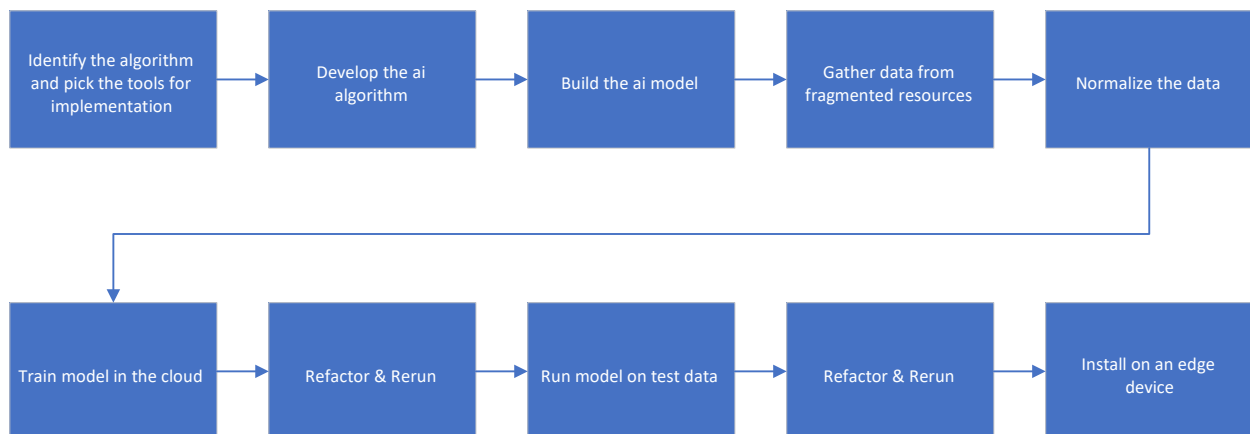 Identify the algorithm
and pick the tools for
implementation
Develop the ai
algorithm
Build the ai model
Gather data from
fragmented resources
Normalize the data
Train model in the cloud
Refactor & Rerun
Run model on test data
Refactor & Rerun
Install on an edge
device